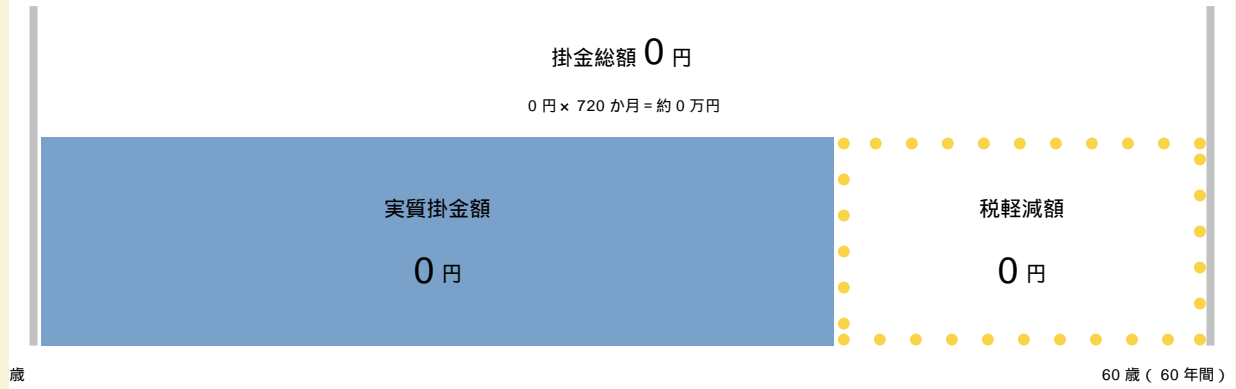 掛金総額 0 円
0 円 × 720 か月 = 約 0 万円
実質掛金額
0 円
税軽減額
0 円
歳
60 歳 ( 60 年間 )